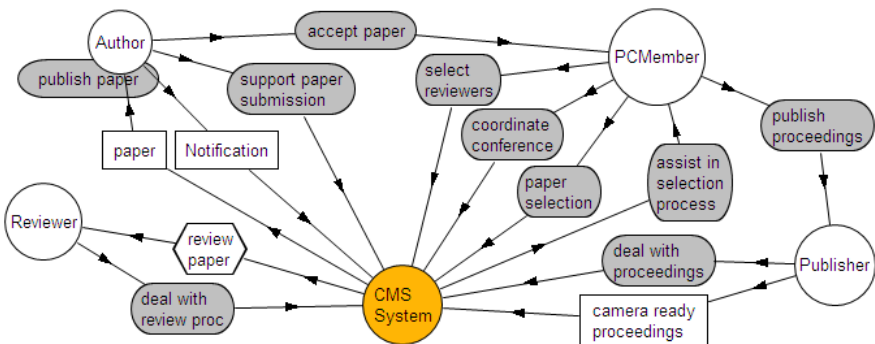 Author
accept paper
PCMember
publish paper
support paper
submission
select
reviewers
publish
proceedings
paper
Notification
coordinate
conference
assist in
selection
process
paper
selection
Reviewer
review
paper
deal with
proceedings
Publisher
CMS
System
deal with
review proc
camera ready
proceedings